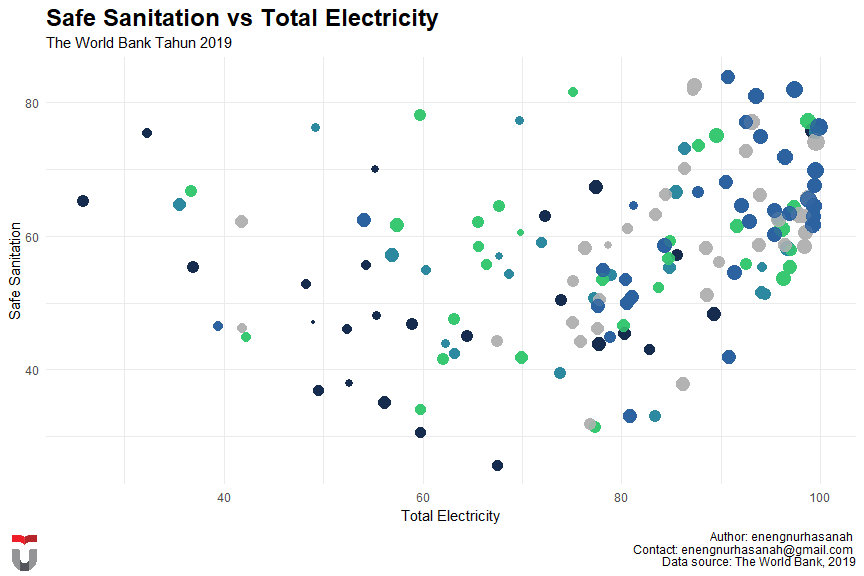 Safe Sanitation vs Total Electricity
The World Bank Tahun 2019
80
60
40
Safe Sanitation
40 60 80 100
Total Electricity
Author: enengnurhasanah
Contact: enengnurhasanah@gmail.com
Data source: The World Bank, 2019